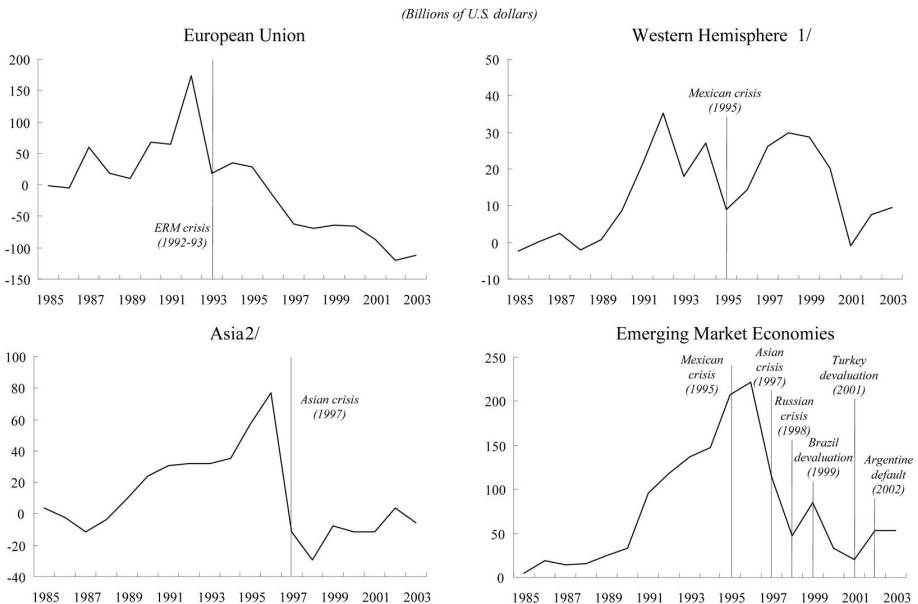 (Billions of U.S. dollars)
European Union
200
150
100
50
0
-50
-100
-150
ERM crisis
(1992-93)
1985 1987 1989 1991 1993 1995 1997 1999 2001 2003
Western Hemisphere 1/
50
40
30
20
10
0
-10
Mexican crisis
(1995)
1985 1987 1989 1991 1993 1995 1997 1999 2001 2003
Asia2/
100
80
60
40
20
0
-20
-40
Asian crisis
(1997)
1985 1987 1989 1991 1993 1995 1997 1999 2001 2003
Emerging Market Economies
250
200
150
100
50
0
Mexican
crisis
(1995)
Asian
crisis
(1997)
Russian
crisis
(1998)
Brazil
devaluation
(1999)
Turkey
devaluation
(2001)
Argentine
default
(2002)
1985 1987 1989 1991 1993 1995 1997 1999 2001 2003